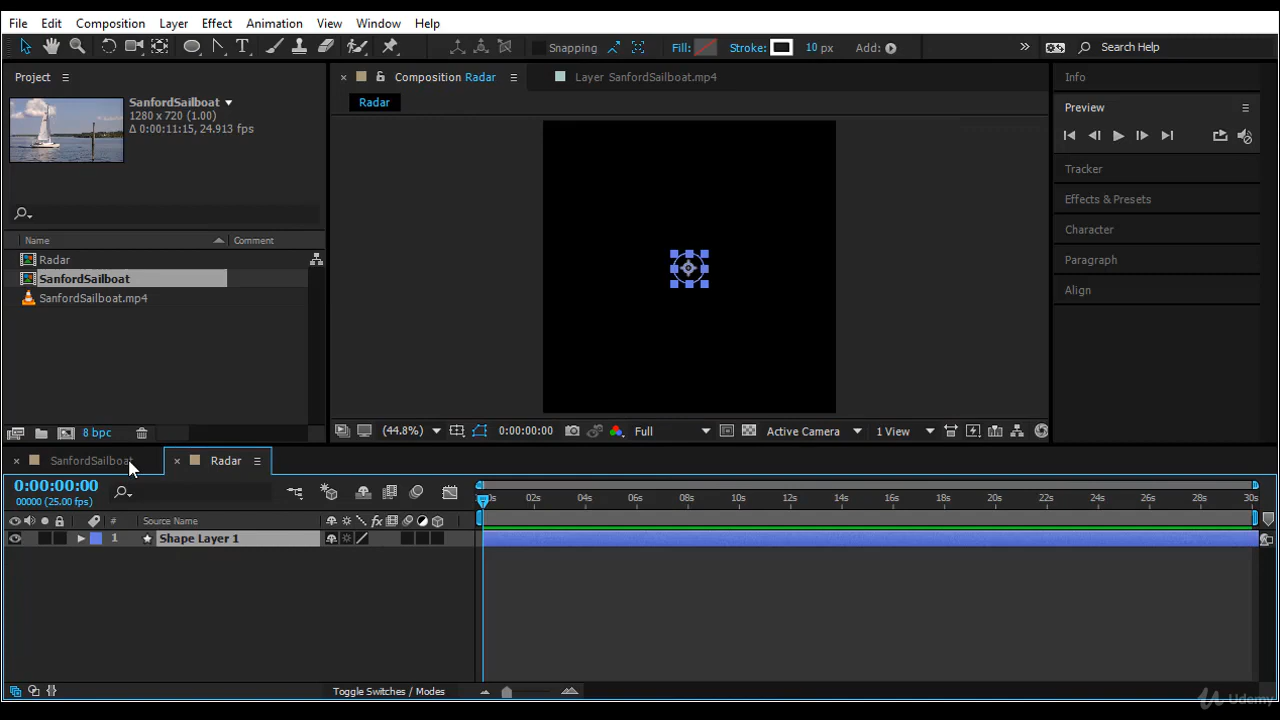 File Edit Composition Layer Effect Animation View Window Help
Snapping Fill: Stroke: 10 px Add: Search Help
Project
Composition Radar
Layer SanfordSailboat.mp4
Info
SanfordSailboat
1280 x 720 (1.00)
Δ 0:00:11:15, 24.913 fps
Radar
Preview
Tracker
Effects & Presets
Character
Paragraph
Align
Name Comment
Radar
SanfordSailboat
SanfordSailboat.mp4
8 bpc
(44.8%) 0:00:00:00 Full Active Camera 1 View
SanfordSailboat Radar
0:00:00:00
00000 (25.00 fps)
0s 02s 04s 06s 08s 10s 12s 14s 16s 18s 20s 22s 24s 26s 28s 30s
# Source Name fx
1 Shape Layer 1
Toggle Switches / Modes
Udemy